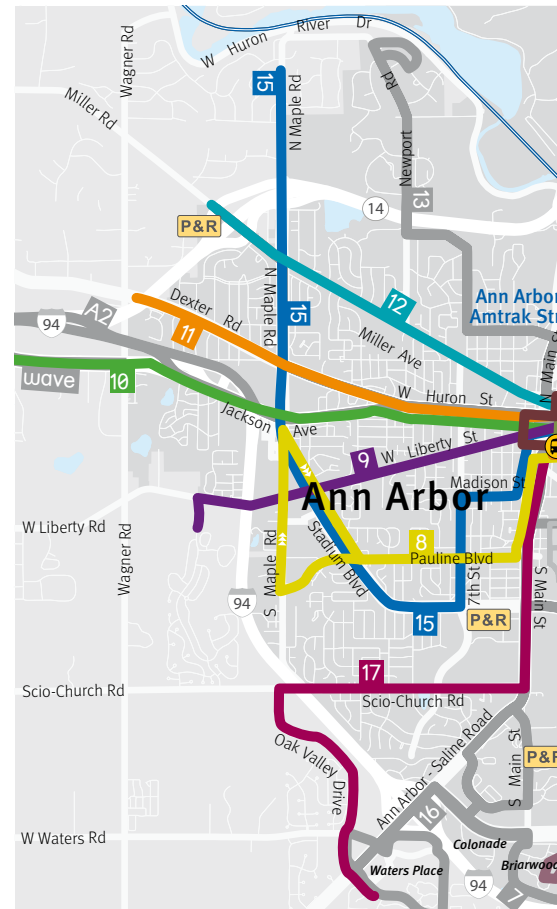 W Huron River Dr
Wagner Rd
Miller Rd
15
N Maple Rd
Newport Rd
13
14
P&R
12
Miller Ave
N Maple Rd
15
Dexter Rd
11
94
A2
wave
10
Jackson Ave
W Huron St
Ann Arbor
Amtrak
N Main
9
W Liberty St
Ann Arbor
Madison St
W Liberty Rd
Wagner Rd
S Maple Rd
Stadium Blvd
8
Pauline Blvd
7th St
S Main St
94
15
P&R
17
Scio-Church Rd
Scio-Church Rd
Oak Valley Drive
Ann Arbor - Saline Road
S Main St
P&R
16
W Waters Rd
Colonade
Waters Place
Briarwood
94
7